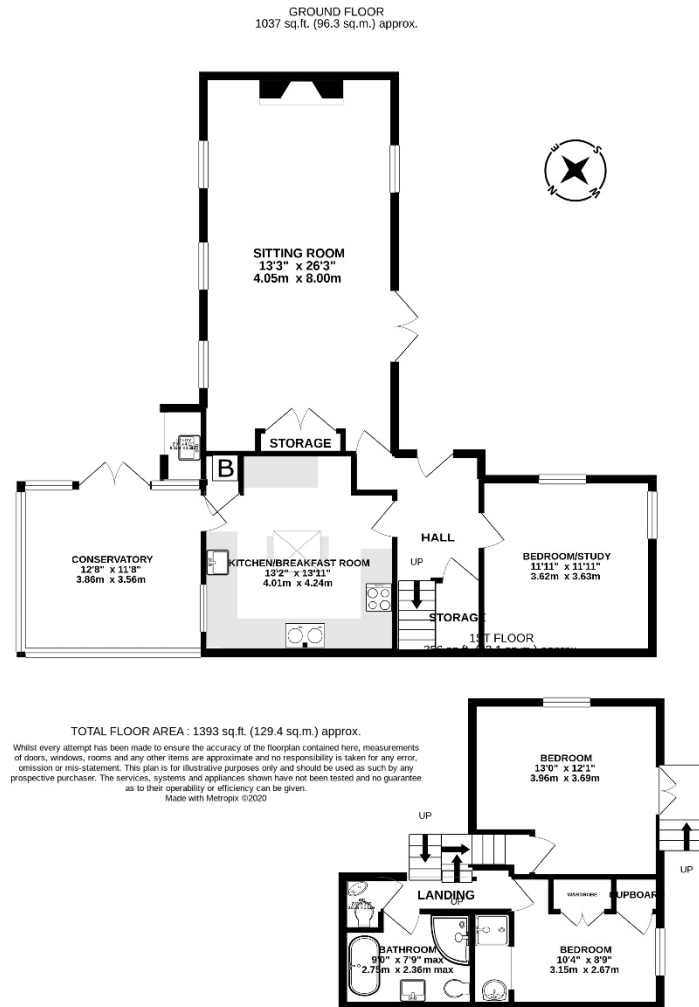 GROUND FLOOR
1037 sq.ft. (96.3 sq.m.) approx.
E
S
N
W
SITTING ROOM
13'3" x 26'3"
4.05m x 8.00m
STORAGE
B
CONSERVATORY
12'8" x 11'8"
3.86m x 3.56m
KITCHEN/BREAKFAST ROOM
13'2" x 13'11"
4.01m x 4.24m
HALL
UP
STORAGE
BEDROOM/STUDY
11'11" x 11'11"
3.62m x 3.63m
1ST FLOOR
TOTAL FLOOR AREA : 1393 sq.ft. (129.4 sq.m.) approx.
Whilst every attempt has been made to ensure the accuracy of the floorplan contained here, measurements
of doors, windows, rooms and any other items are approximate and no responsibility is taken for any error,
omission or mis-statement. This plan is for illustrative purposes only and should be used as such by any
prospective purchaser. The services, systems and appliances shown have not been tested and no guarantee
as to their operability or efficiency can be given.
Made with Metropix ©2020
BEDROOM
13'0" x 12'1"
3.96m x 3.69m
UP
UP
LANDING
UP
WARDROBE
CUPBOARD
BATHROOM
9'0" x 7'9" max
2.75m x 2.36m max
BEDROOM
10'4" x 8'9"
3.15m x 2.67m